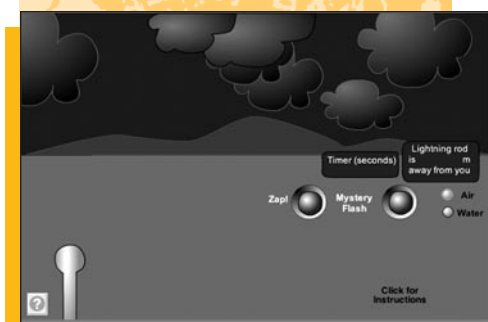 Timer (seconds)
Lightning rod
is m
away from you
Zap!
Mystery
Flash
Air
Water
?
Click for
Instructions